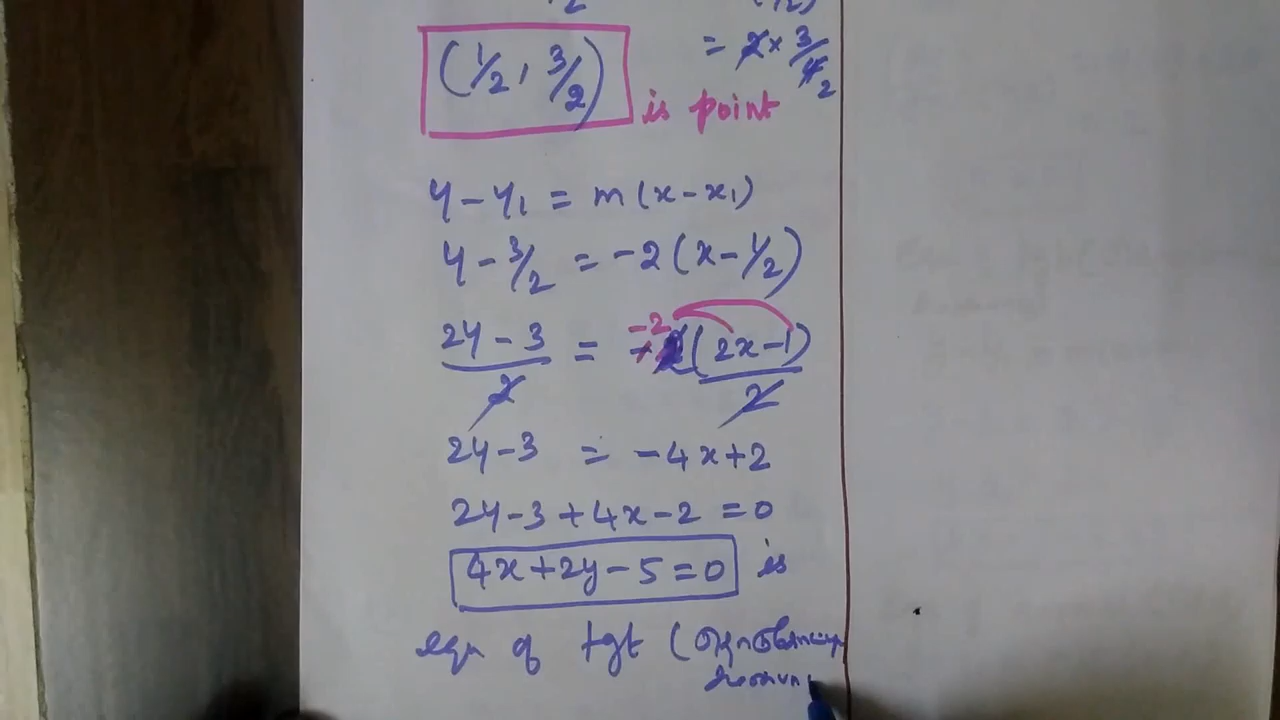 = 2 × 3/4 2
(1/2, 3/2) is point
y - y₁ = m(x - x₁)
y - 3/2 = -2(x - 1/2)
(2y - 3)/2 = -2(2x - 1)/2
2y - 3 = -4x + 2
2y - 3 + 4x - 2 = 0
4x + 2y - 5 = 0 is
eqn of tgt (